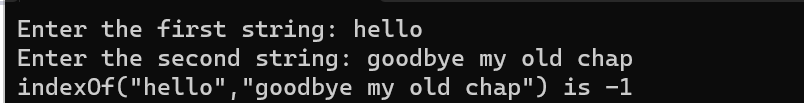 Enter the first string: hello
Enter the second string: goodbye my old chap
indexOf("hello","goodbye my old chap") is -1